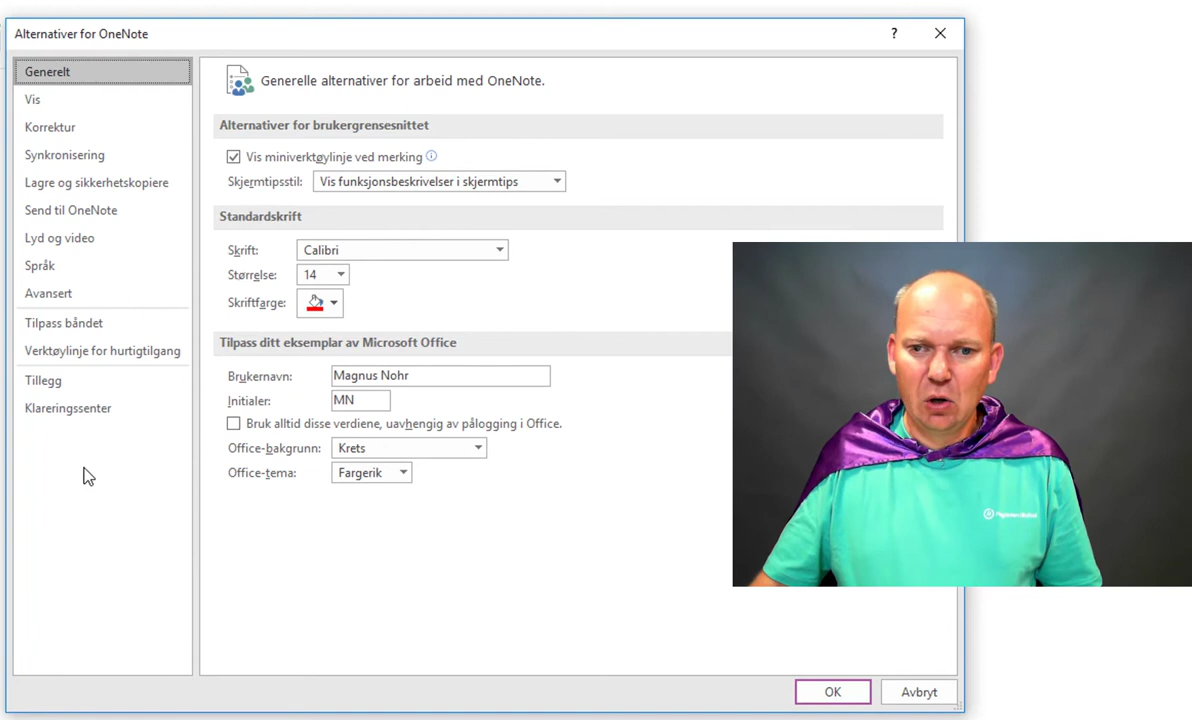 Alternativer for OneNote
?
Generelt
Vis
Korrektur
Synkronisering
Lagre og sikkerhetskopiere
Send til OneNote
Lyd og video
Språk
Avansert
Tilpass båndet
Verktøylinje for hurtigtilgang
Tillegg
Klareringssenter
Generelle alternativer for arbeid med OneNote.
Alternativer for brukergrensesnittet
Vis miniverktøylinje ved merking
Skjermtipsstil: Vis funksjonsbeskrivelser i skjermtips
Standardskrift
Skrift: Calibri
Størrelse: 14
Skriftfarge:
Tilpass ditt eksemplar av Microsoft Office
Brukernavn: Magnus Nohr
Initialer: MN
Bruk alltid disse verdiene, uavhengig av pålogging i Office.
Office-bakgrunn: Krets
Office-tema: Fargerik
OK Avbryt